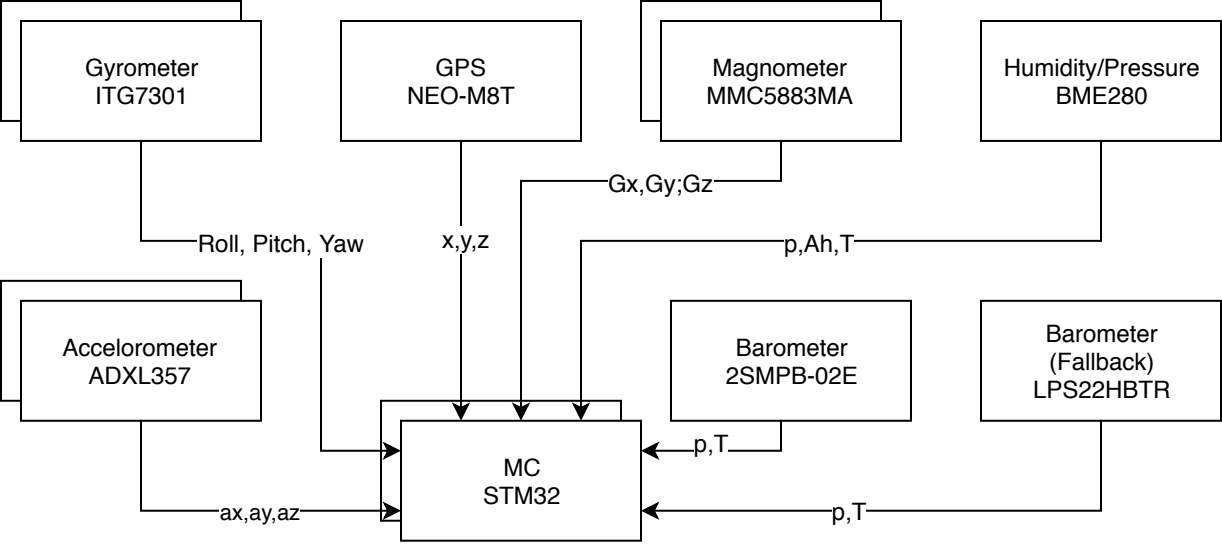 Gyrometer
ITG7301
GPS
NEO-M8T
Magnometer
MMC5883MA
Humidity/Pressure
BME280
Gx,Gy;Gz
Roll, Pitch, Yaw
x,y,z
p,Ah,T
Accelorometer
ADXL357
Barometer
2SMPB-02E
Barometer
(Fallback)
LPS22HBTR
p,T
MC
STM32
ax,ay,az
p,T